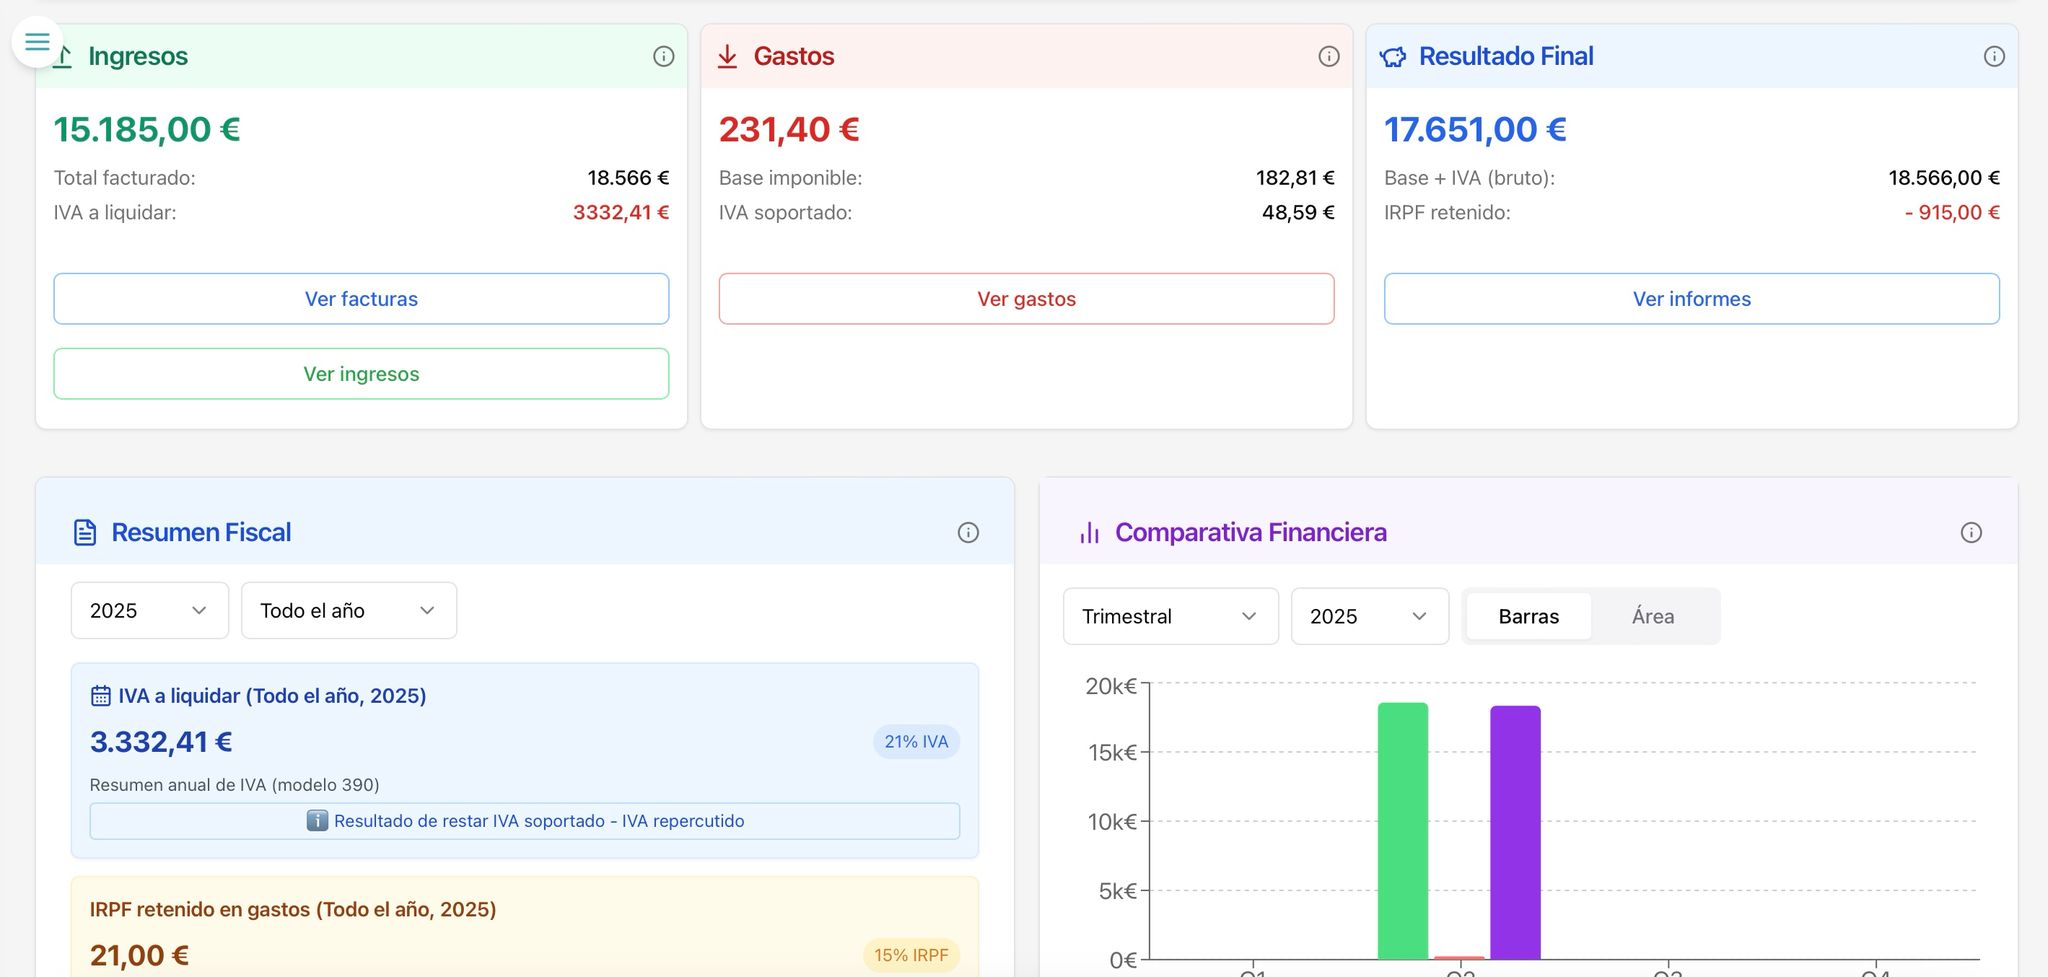 Ingresos
15.185,00 €
Total facturado: 18.566 €
IVA a liquidar: 3332,41 €
Ver facturas
Ver ingresos
Gastos
231,40 €
Base imponible: 182,81 €
IVA soportado: 48,59 €
Ver gastos
Resultado Final
17.651,00 €
Base + IVA (bruto): 18.566,00 €
IRPF retenido: - 915,00 €
Ver informes
Resumen Fiscal
2025 Todo el año
IVA a liquidar (Todo el año, 2025)
3.332,41 € 21% IVA
Resumen anual de IVA (modelo 390)
Resultado de restar IVA soportado - IVA repercutido
IRPF retenido en gastos (Todo el año, 2025)
21,00 € 15% IRPF
Comparativa Financiera
Trimestral 2025 Barras Área
20k€
15k€
10k€
5k€
0€